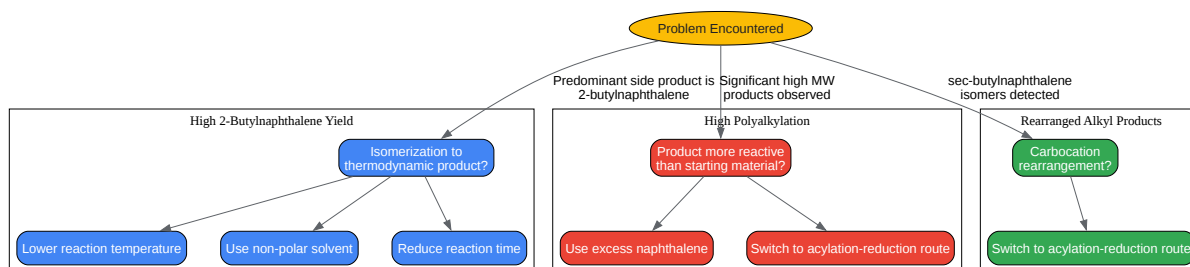 Problem Encountered
Predominant side product is
2-butylnaphthalene
Significant high MW
products observed
sec-butylnaphthalene
isomers detected
High 2-Butylnaphthalene Yield
Isomerization to
thermodynamic product?
Lower reaction temperature
Use non-polar solvent
Reduce reaction time
High Polyalkylation
Product more reactive
than starting material?
Use excess naphthalene
Switch to acylation-reduction route
Rearranged Alkyl Products
Carbocation
rearrangement?
Switch to acylation-reduction route